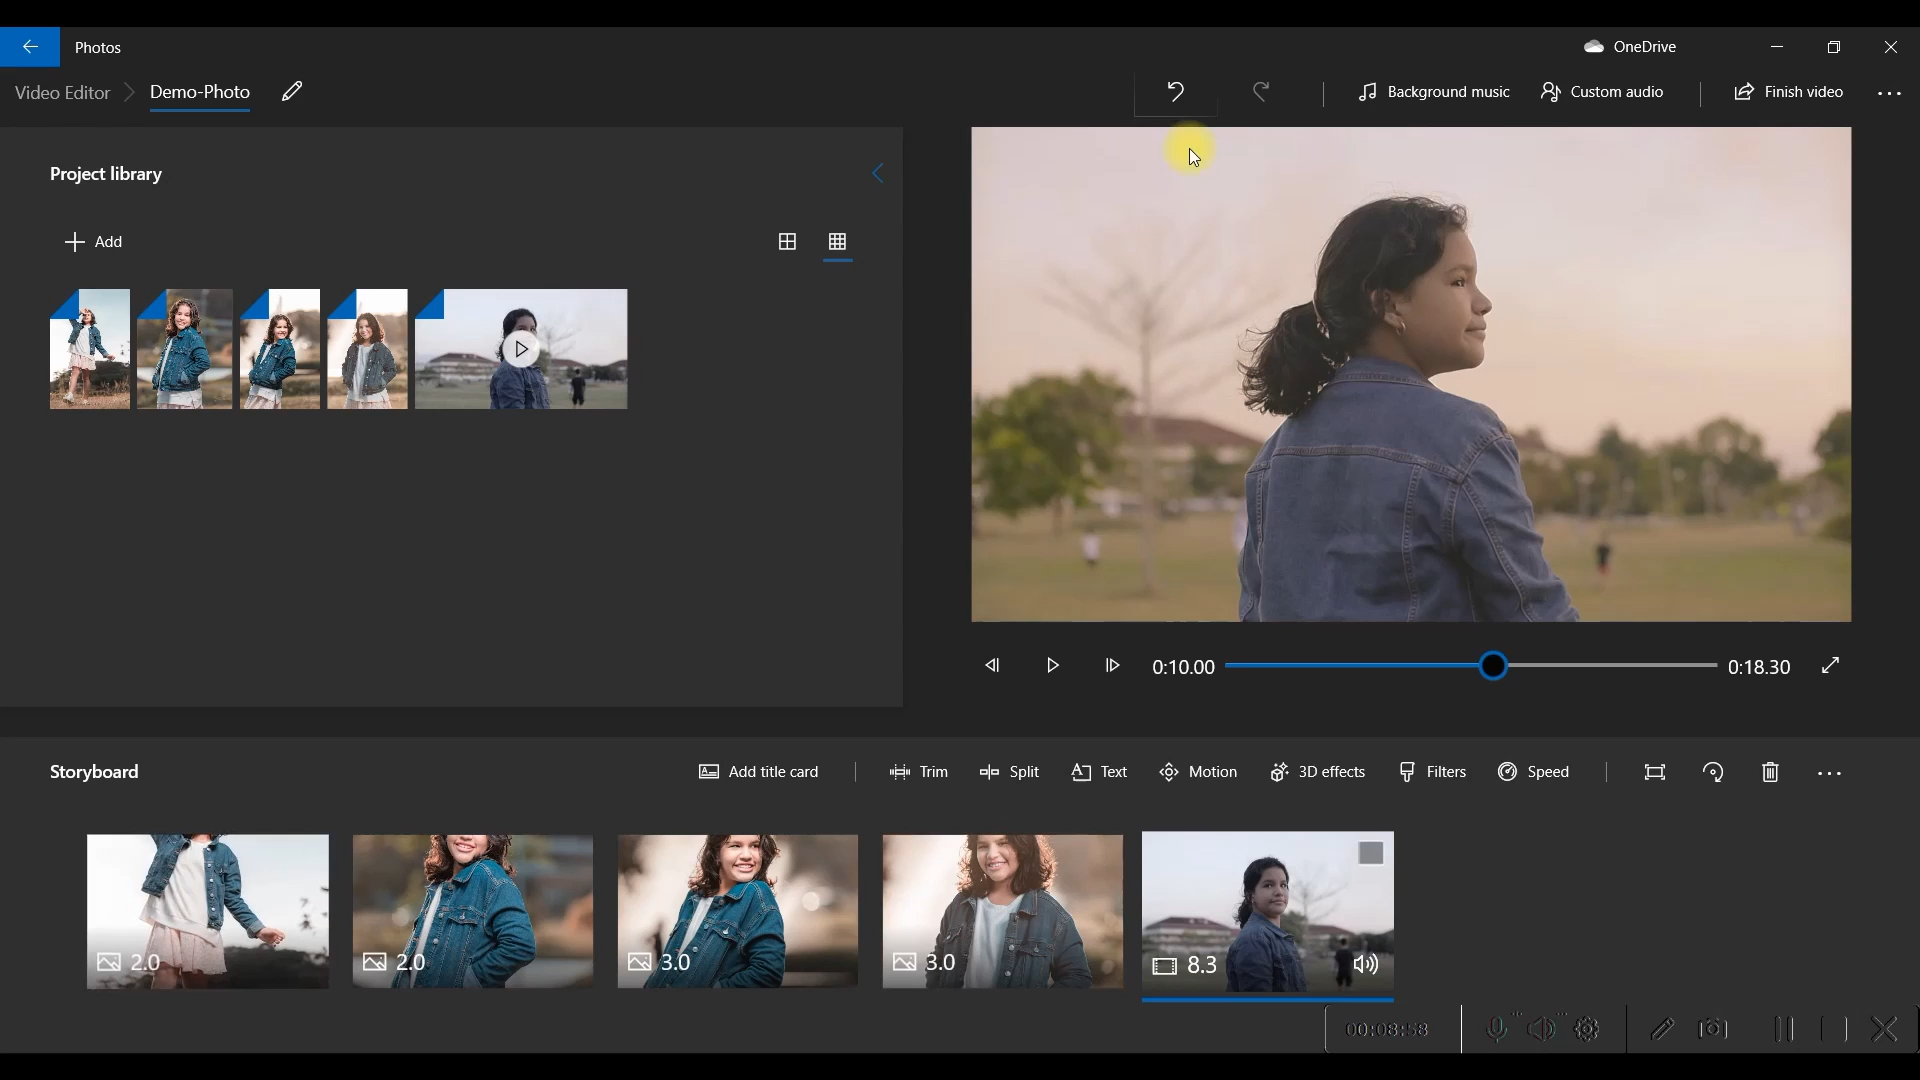 Photos
OneDrive
Video Editor
Demo-Photo
Background music
Custom audio
Finish video
Project library
Add
0:10.00
0:18.30
Storyboard
Add title card
Trim
Split
Text
Motion
3D effects
Filters
Speed
2.0
2.0
3.0
3.0
8.3
00:08:58